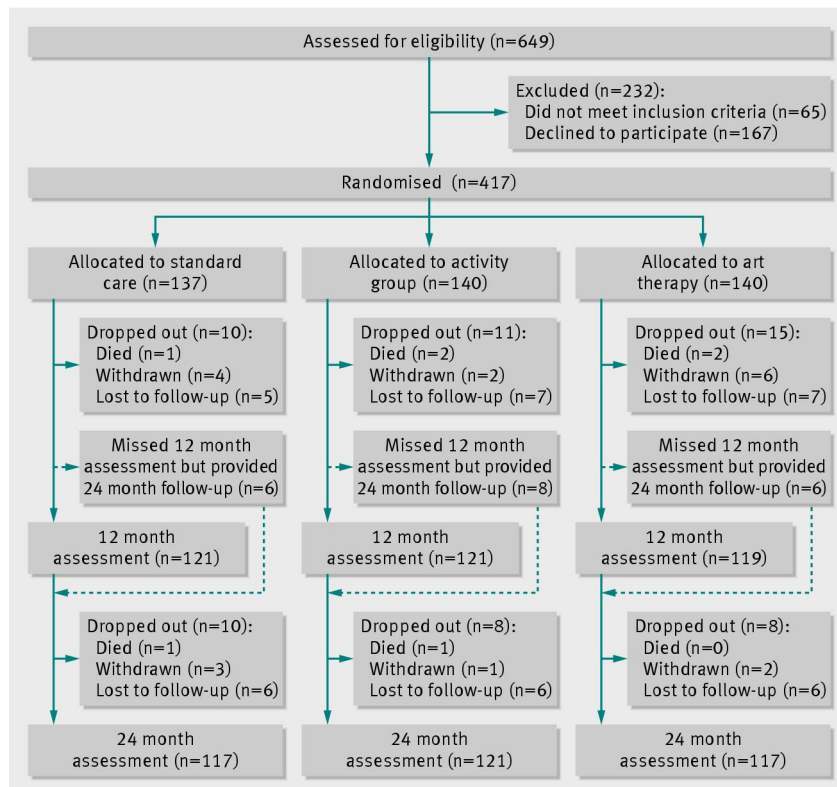 Assessed for eligibility (n=649)
Excluded (n=232):
Did not meet inclusion criteria (n=65)
Declined to participate (n=167)
Randomised (n=417)
Allocated to standard
care (n=137)
Dropped out (n=10):
Died (n=1)
Withdrawn (n=4)
Lost to follow-up (n=5)
Missed 12 month
assessment but provided
24 month follow-up (n=6)
12 month
assessment (n=121)
Dropped out (n=10):
Died (n=1)
Withdrawn (n=3)
Lost to follow-up (n=6)
24 month
assessment (n=117)
Allocated to activity
group (n=140)
Dropped out (n=11):
Died (n=2)
Withdrawn (n=2)
Lost to follow-up (n=7)
Missed 12 month
assessment but provided
24 month follow-up (n=8)
12 month
assessment (n=121)
Dropped out (n=8):
Died (n=1)
Withdrawn (n=1)
Lost to follow-up (n=6)
24 month
assessment (n=121)
Allocated to art
therapy (n=140)
Dropped out (n=15):
Died (n=2)
Withdrawn (n=6)
Lost to follow-up (n=7)
Missed 12 month
assessment but provided
24 month follow-up (n=6)
12 month
assessment (n=119)
Dropped out (n=8):
Died (n=0)
Withdrawn (n=2)
Lost to follow-up (n=6)
24 month
assessment (n=117)